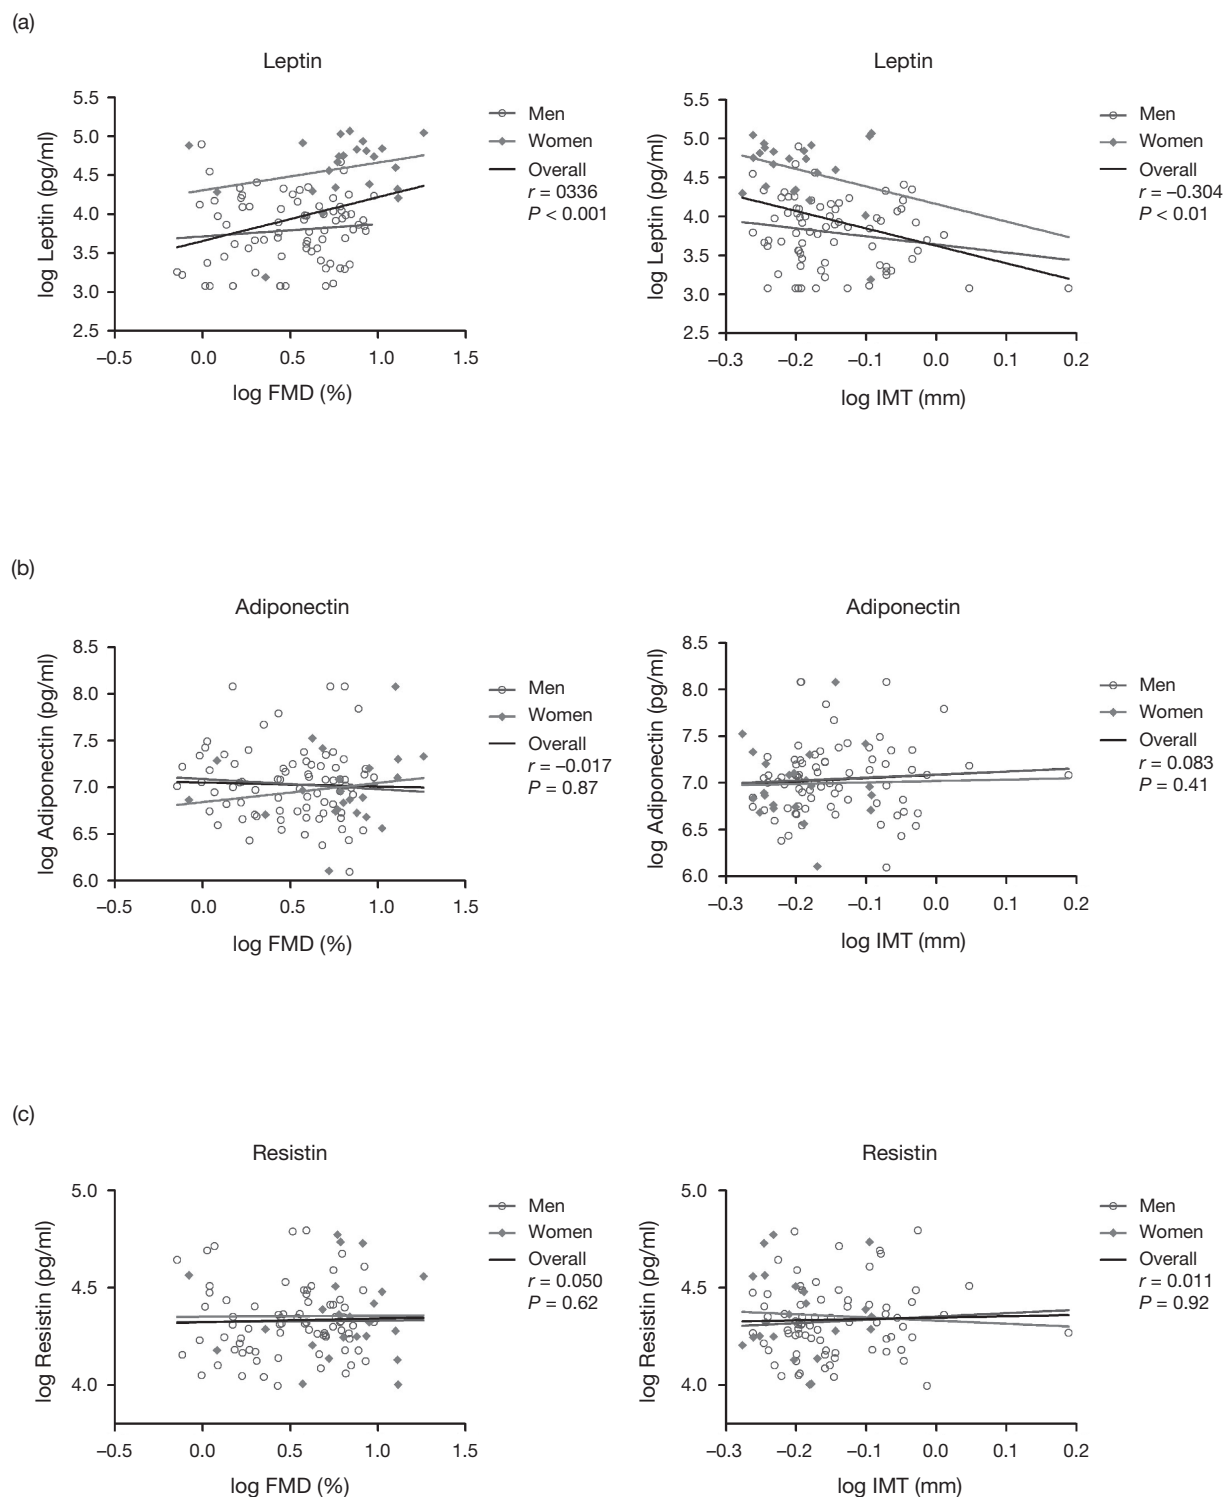 (a)
Leptin
5.5
5.0
4.5
4.0
3.5
3.0
2.5
log Leptin (pg/ml)
−0.5 0.0 0.5 1.0 1.5
log FMD (%)
Men
Women
Overall
r = 0336
P < 0.001
Leptin
5.5
5.0
4.5
4.0
3.5
3.0
2.5
log Leptin (pg/ml)
−0.3 −0.2 −0.1 0.0 0.1 0.2
log IMT (mm)
Men
Women
Overall
r = −0.304
P < 0.01
(b)
Adiponectin
8.5
8.0
7.5
7.0
6.5
6.0
log Adiponectin (pg/ml)
−0.5 0.0 0.5 1.0 1.5
log FMD (%)
Men
Women
Overall
r = −0.017
P = 0.87
Adiponectin
8.5
8.0
7.5
7.0
6.5
6.0
log Adiponectin (pg/ml)
−0.3 −0.2 −0.1 0.0 0.1 0.2
log IMT (mm)
Men
Women
Overall
r = 0.083
P = 0.41
(c)
Resistin
5.0
4.5
4.0
log Resistin (pg/ml)
−0.5 0.0 0.5 1.0 1.5
log FMD (%)
Men
Women
Overall
r = 0.050
P = 0.62
Resistin
5.0
4.5
4.0
log Resistin (pg/ml)
−0.3 −0.2 −0.1 0.0 0.1 0.2
log IMT (mm)
Men
Women
Overall
r = 0.011
P = 0.92